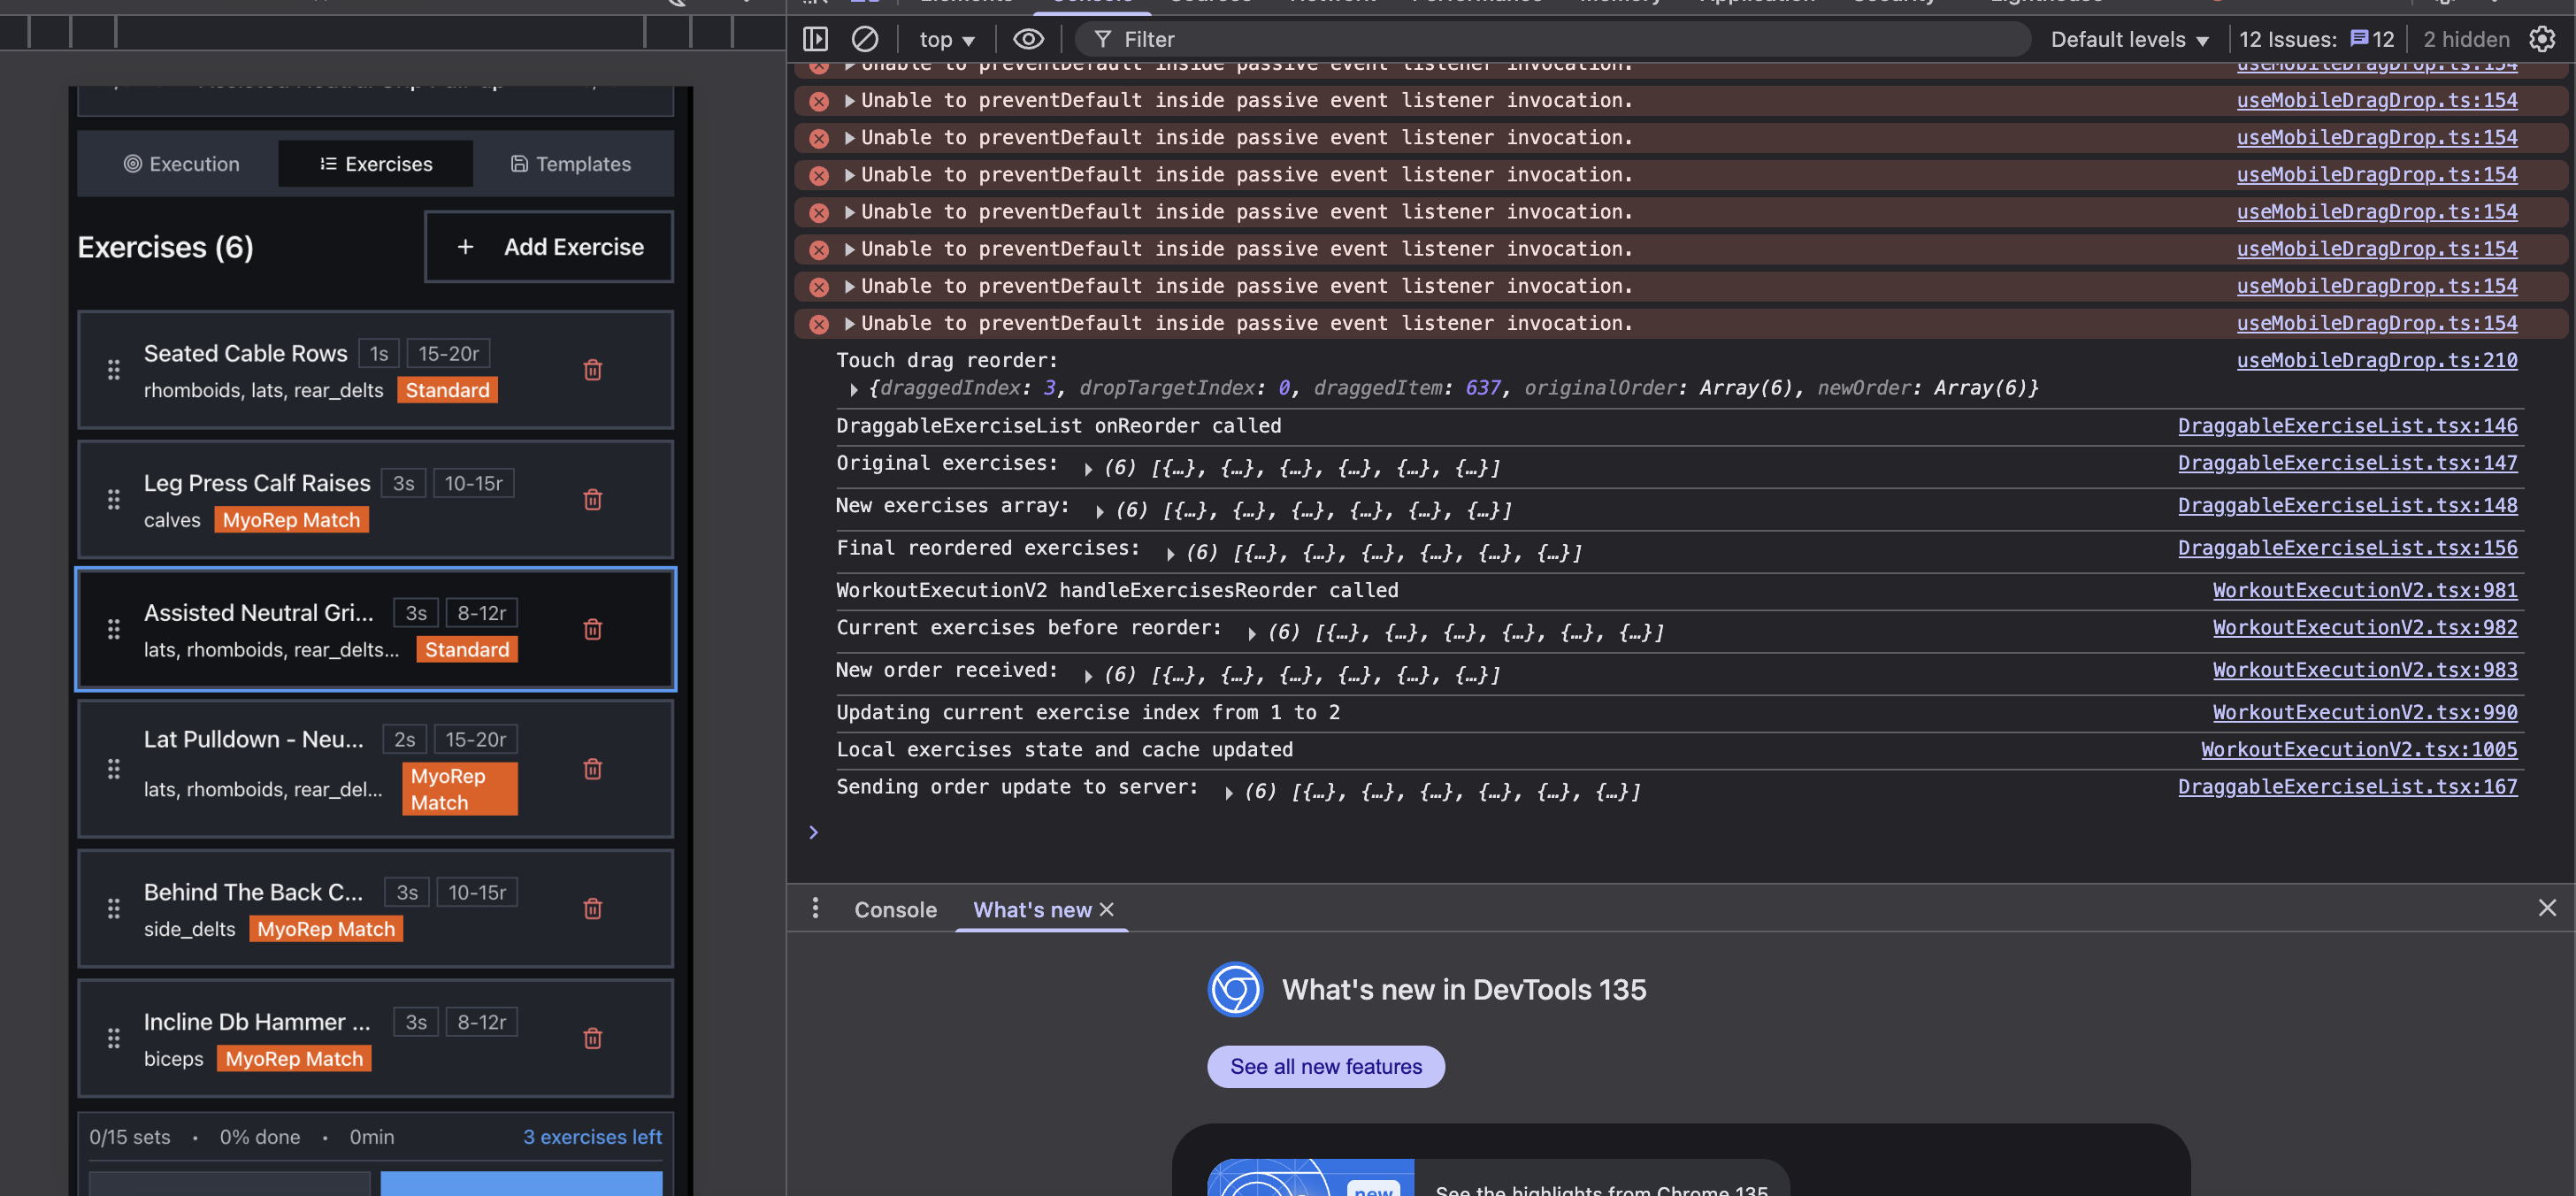 Execution
Exercises
Templates
Exercises (6)
+ Add Exercise
Seated Cable Rows 1s 15-20r
rhomboids, lats, rear_delts Standard
Leg Press Calf Raises 3s 10-15r
calves MyoRep Match
Assisted Neutral Gri... 3s 8-12r
lats, rhomboids, rear_delts... Standard
Lat Pulldown - Neu... 2s 15-20r
lats, rhomboids, rear_del... MyoRep
Match
Behind The Back C... 3s 10-15r
side_delts MyoRep Match
Incline Db Hammer ... 3s 8-12r
biceps MyoRep Match
0/15 sets • 0% done • 0min 3 exercises left
top Filter Default levels 12 Issues: 12 2 hidden
Unable to preventDefault inside passive event listener invocation. useMobileDragDrop.ts:154
Unable to preventDefault inside passive event listener invocation. useMobileDragDrop.ts:154
Unable to preventDefault inside passive event listener invocation. useMobileDragDrop.ts:154
Unable to preventDefault inside passive event listener invocation. useMobileDragDrop.ts:154
Unable to preventDefault inside passive event listener invocation. useMobileDragDrop.ts:154
Unable to preventDefault inside passive event listener invocation. useMobileDragDrop.ts:154
Unable to preventDefault inside passive event listener invocation. useMobileDragDrop.ts:154
Unable to preventDefault inside passive event listener invocation. useMobileDragDrop.ts:154
Touch drag reorder: useMobileDragDrop.ts:210
{draggedIndex: 3, dropTargetIndex: 0, draggedItem: 637, originalOrder: Array(6), newOrder: Array(6)}
DraggableExerciseList onReorder called DraggableExerciseList.tsx:146
Original exercises: (6) [{…}, {…}, {…}, {…}, {…}, {…}] DraggableExerciseList.tsx:147
New exercises array: (6) [{…}, {…}, {…}, {…}, {…}, {…}] DraggableExerciseList.tsx:148
Final reordered exercises: (6) [{…}, {…}, {…}, {…}, {…}, {…}] DraggableExerciseList.tsx:156
WorkoutExecutionV2 handleExercisesReorder called WorkoutExecutionV2.tsx:981
Current exercises before reorder: (6) [{…}, {…}, {…}, {…}, {…}, {…}] WorkoutExecutionV2.tsx:982
New order received: (6) [{…}, {…}, {…}, {…}, {…}, {…}] WorkoutExecutionV2.tsx:983
Updating current exercise index from 1 to 2 WorkoutExecutionV2.tsx:990
Local exercises state and cache updated WorkoutExecutionV2.tsx:1005
Sending order update to server: (6) [{…}, {…}, {…}, {…}, {…}, {…}] DraggableExerciseList.tsx:167
Console What's new
What's new in DevTools 135
See all new features
new
See the highlights from Chrome 135